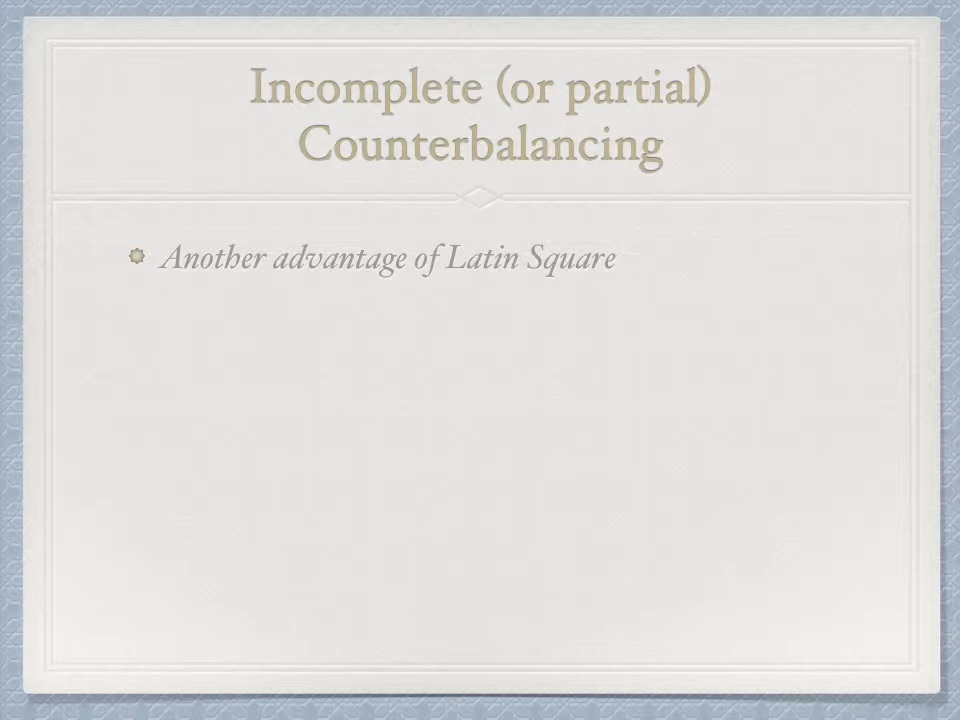 Incomplete (or partial)
Counterbalancing
Another advantage of Latin Square